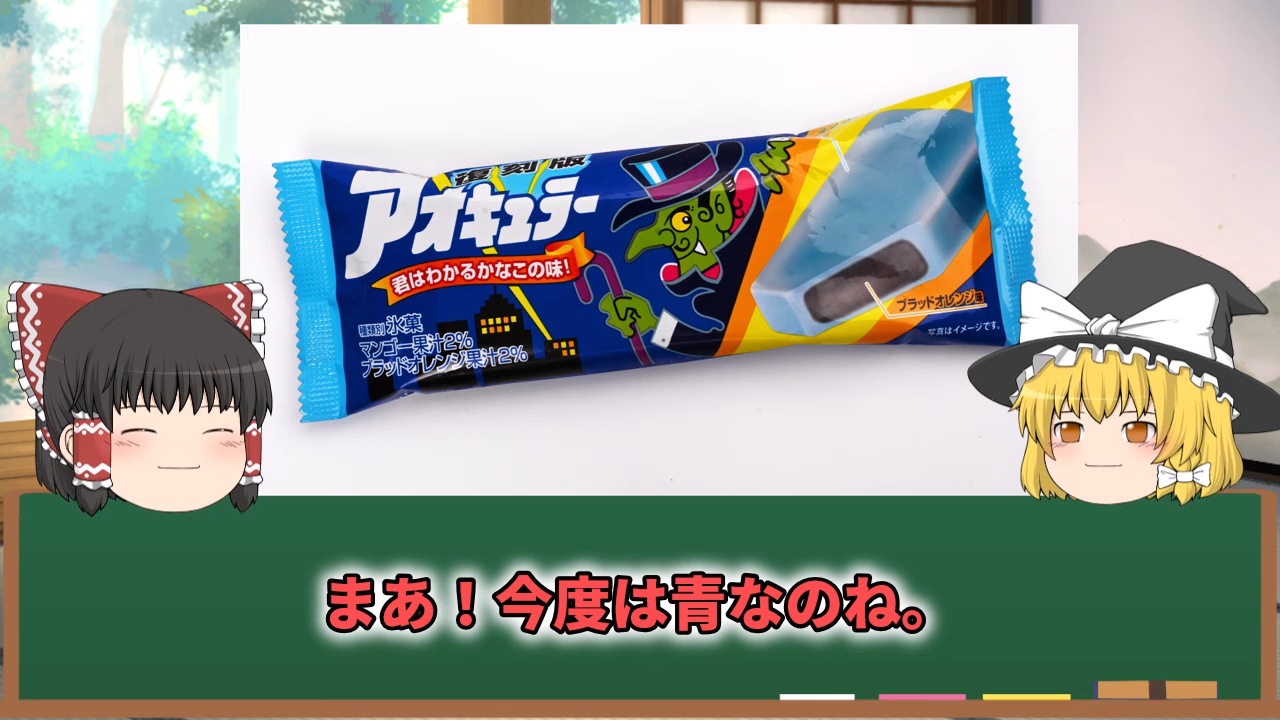 復刻版
アオキュラー
君はわかるかなこの味!
種類別 氷菓
マンゴー果汁2%
ブラッドオレンジ果汁2%
ブラッドオレンジ味
写真はイメージです。
まあ！今度は青なのね。